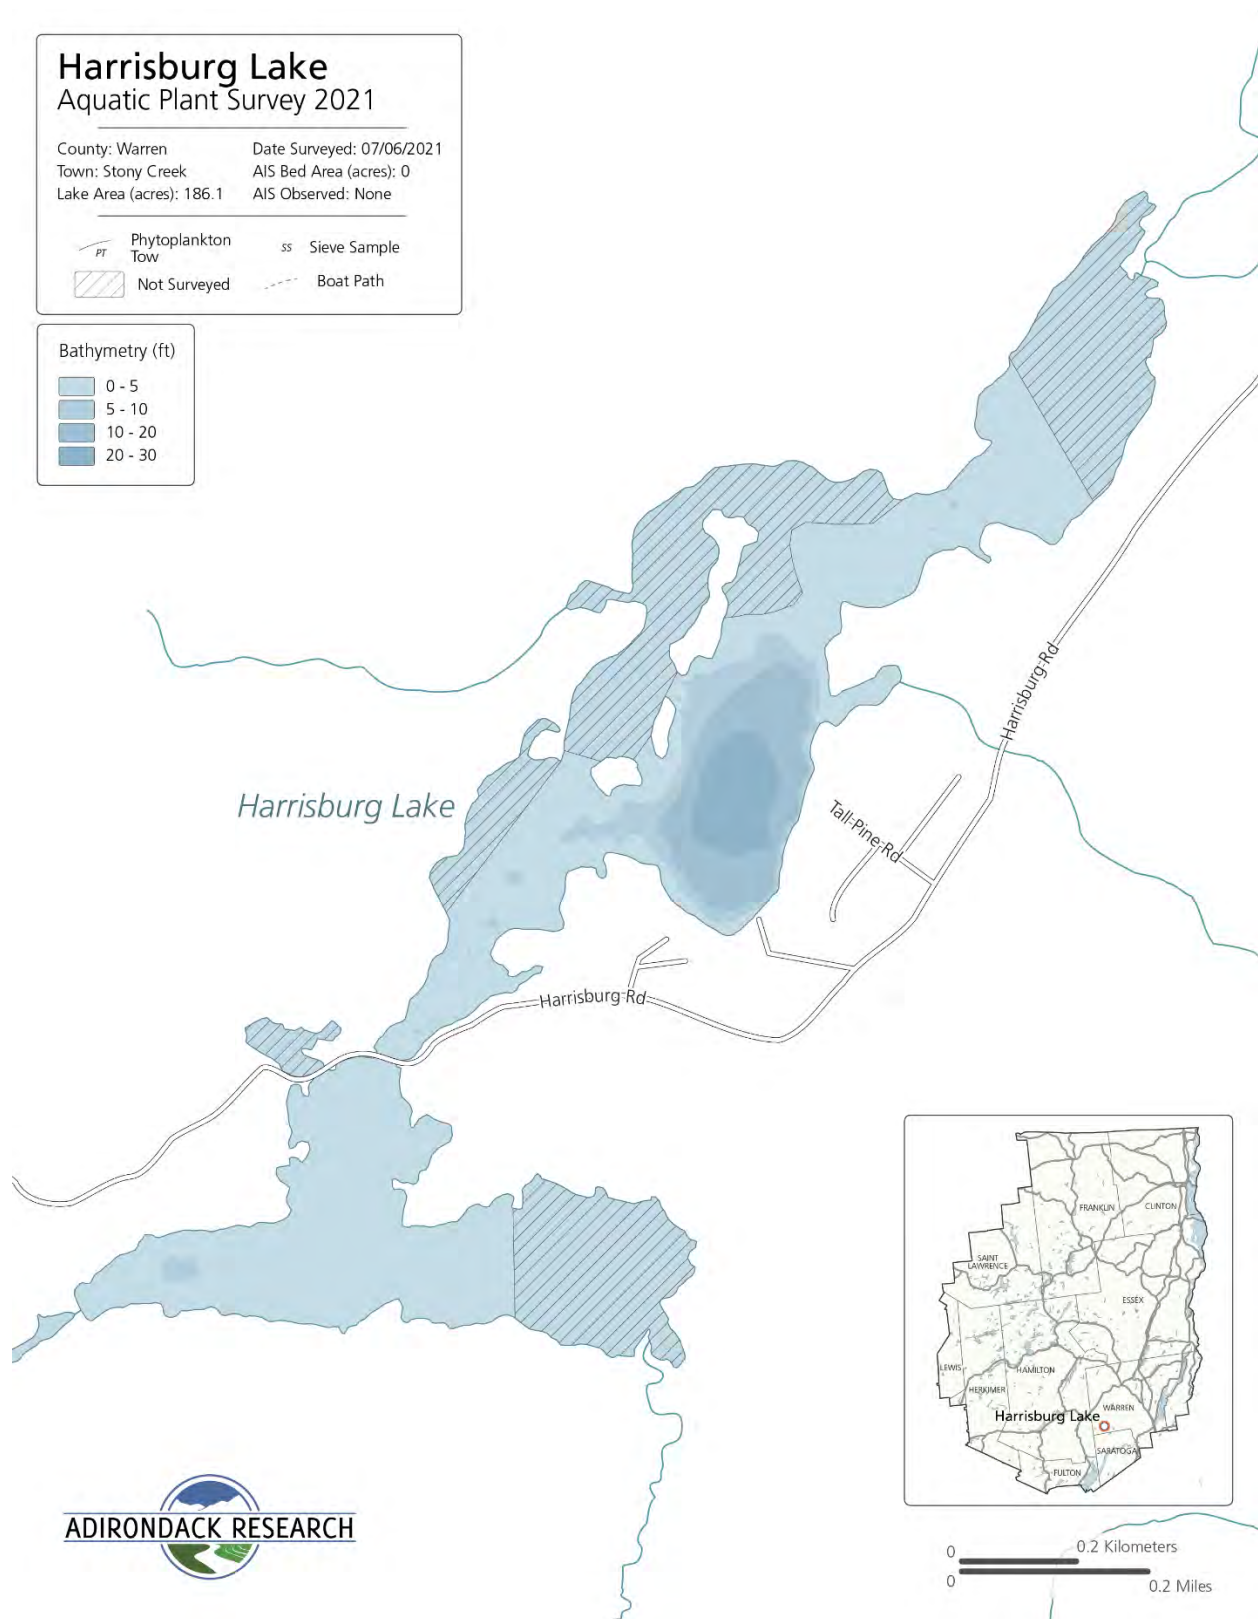 Harrisburg Lake
Aquatic Plant Survey 2021
County: Warren
Date Surveyed: 07/06/2021
Town: Stony Creek
AIS Bed Area (acres): 0
Lake Area (acres): 186.1
AIS Observed: None
PT
Phytoplankton
Tow
SS
Sieve Sample
Not Surveyed
Boat Path
Bathymetry (ft)
0 - 5
5 - 10
10 - 20
20 - 30
Harrisburg Rd
Harrisburg Lake
Tall Pine Rd
Harrisburg Rd
FRANKLIN
CLINTON
SAINT
LAWRENCE
ESSEX
LEWIS
HAMILTON
HERKIMER
WARREN
Harrisburg Lake
SARATOGA
FULTON
ADIRONDACK RESEARCH
0
0.2 Kilometers
0
0.2 Miles